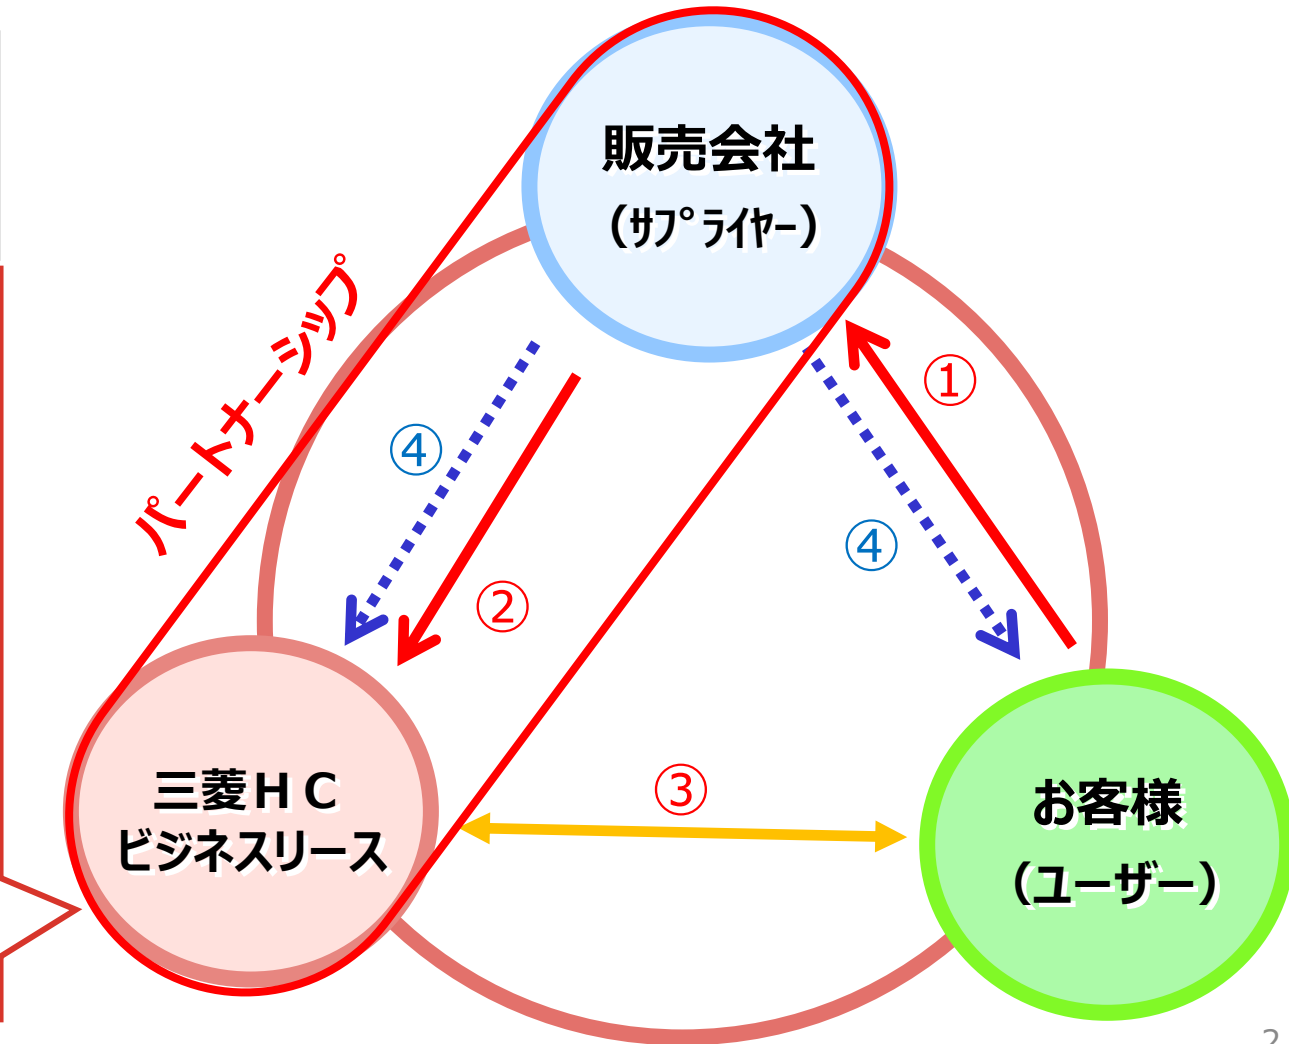 販売会社
（ｻﾌﾟﾗｲﾔｰ）
パートナーシップ
①
④
④
②
③
三菱ＨＣ
ビジネスリース
お客様
（ユーザー）
2